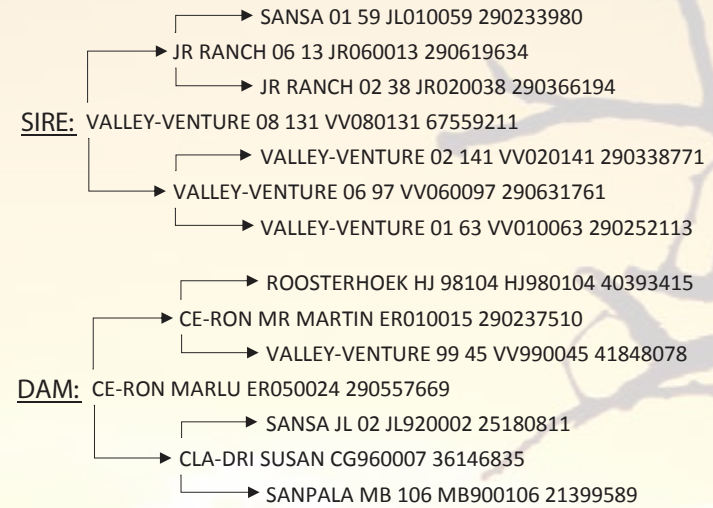 SANSA 01 59 JL010059 290233980
JR RANCH 06 13 JR060013 290619634
JR RANCH 02 38 JR020038 290366194
SIRE: VALLEY-VENTURE 08 131 VV080131 67559211
VALLEY-VENTURE 02 141 VV020141 290338771
VALLEY-VENTURE 06 97 VV060097 290631761
VALLEY-VENTURE 01 63 VV010063 290252113
ROOSTERHOEK HJ 98104 HJ980104 40393415
CE-RON MR MARTIN ER010015 290237510
VALLEY-VENTURE 99 45 VV990045 41848078
DAM: CE-RON MARLU ER050024 290557669
SANSA JL 02 JL920002 25180811
CLA-DRI SUSAN CG960007 36146835
SANPALA MB 106 MB900106 21399589